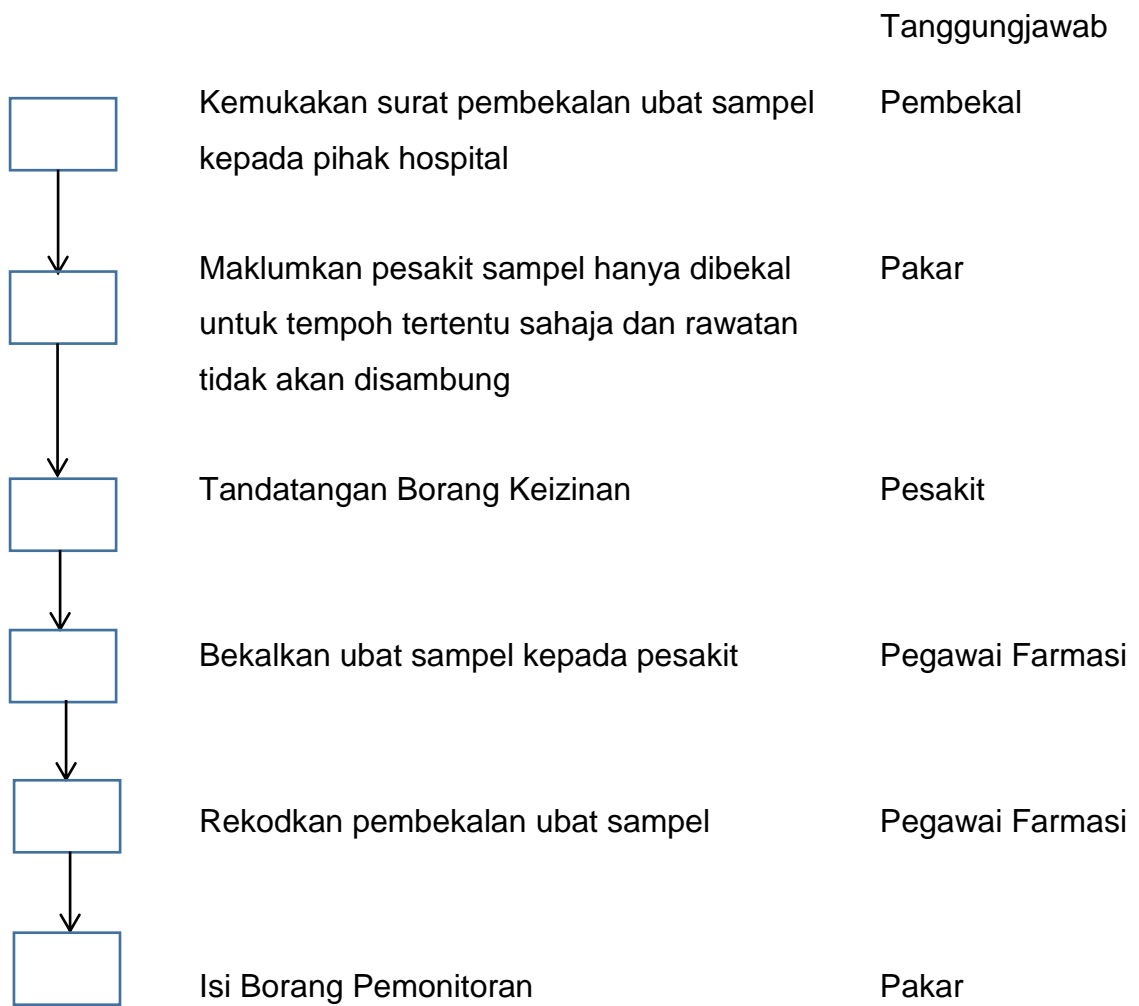 Tanggungjawab
Kemukakan surat pembekalan ubat sampel Pembekal
kepada pihak hospital
Maklumkan pesakit sampel hanya dibekal Pakar
untuk tempoh tertentu sahaja dan rawatan
tidak akan disambung
Tandatangan Borang Keizinan Pesakit
Bekalkan ubat sampel kepada pesakit Pegawai Farmasi
Rekodkan pembekalan ubat sampel Pegawai Farmasi
Isi Borang Pemonitoran Pakar